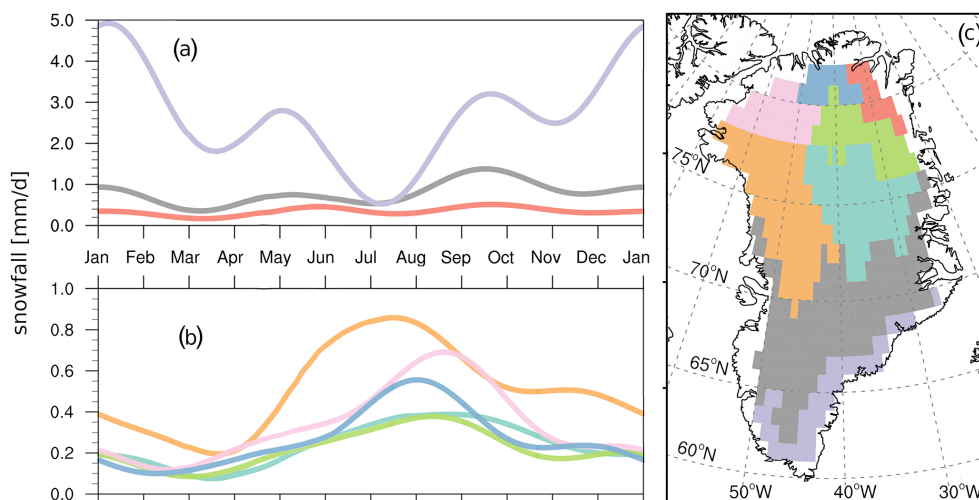 snowfall [mm/d]
(a)
5.0
4.0
3.0
2.0
1.0
0.0
Jan Feb Mar Apr May Jun Jul Aug Sep Oct Nov Dec Jan
(b)
1.0
0.8
0.6
0.4
0.2
0.0
(c)
75°N
70°N
65°N
60°N
50°W 40°W 30°W